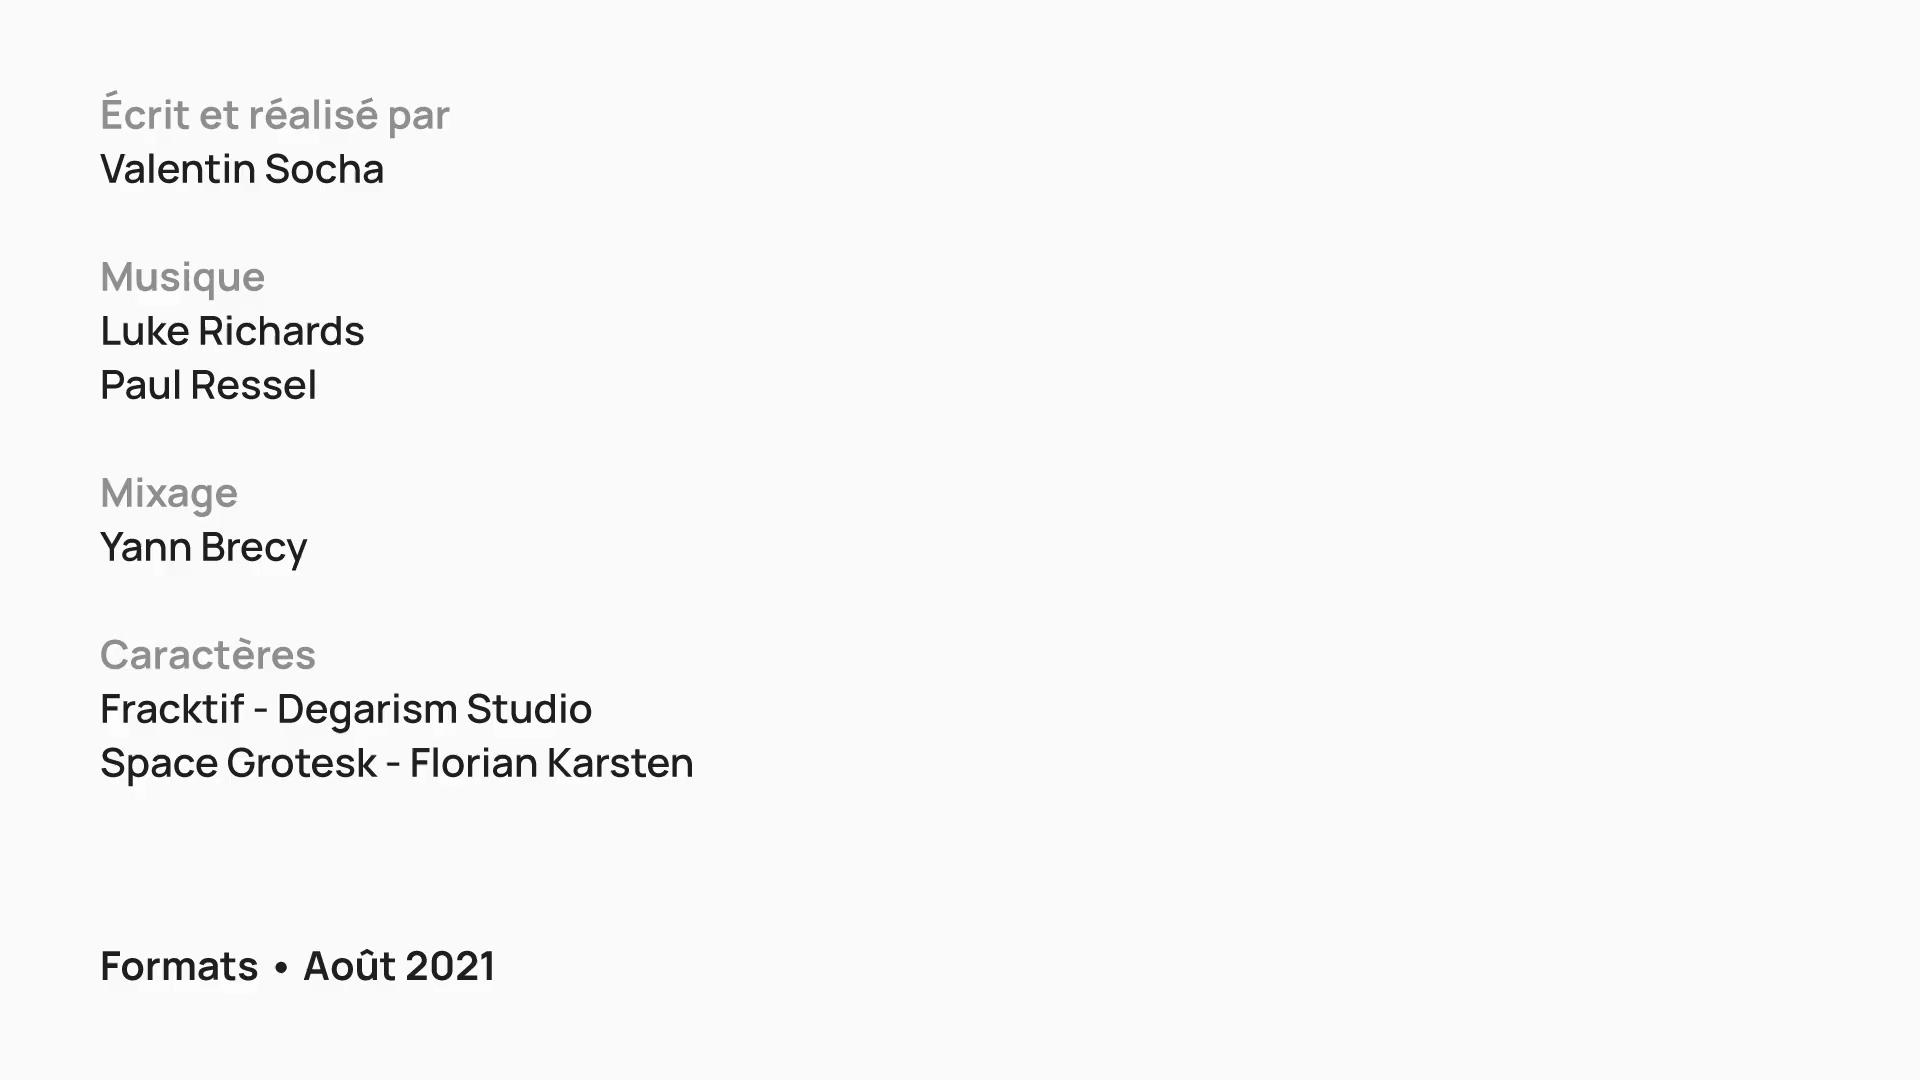 Écrit et réalisé par
Valentin Socha
Musique
Luke Richards
Paul Ressel
Mixage
Yann Brecy
Caractères
Fracktif - Degarism Studio
Space Grotesk - Florian Karsten
Formats • Août 2021